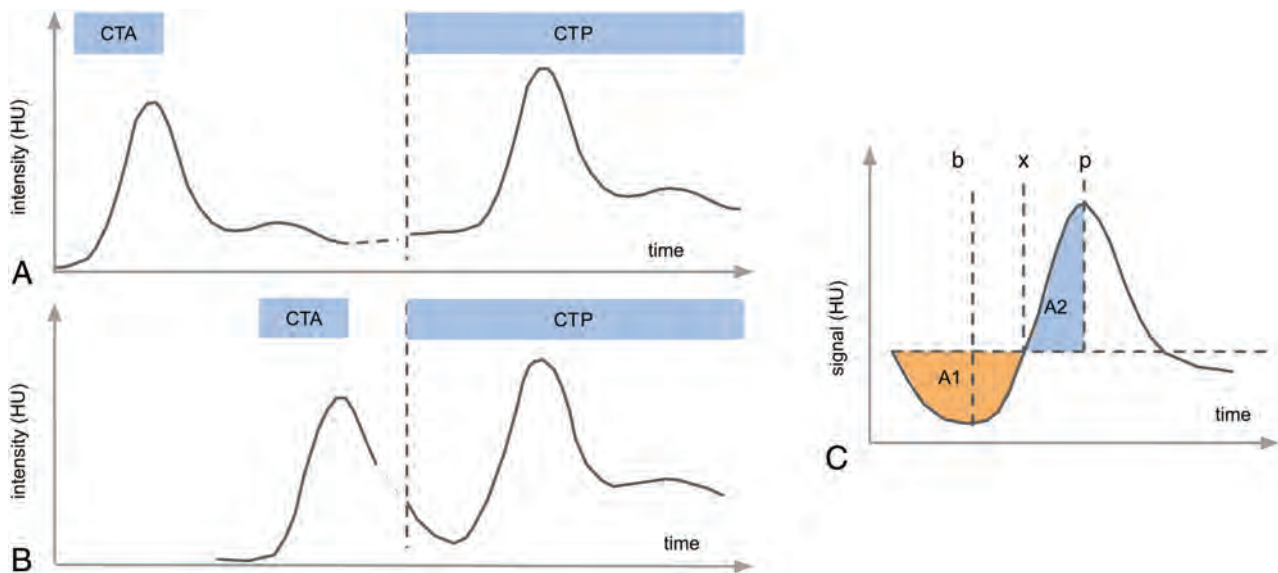 CTA
CTP
intensity (HU)
time
A
CTA
CTP
intensity (HU)
time
B
b
x
p
signal (HU)
A1
A2
time
C